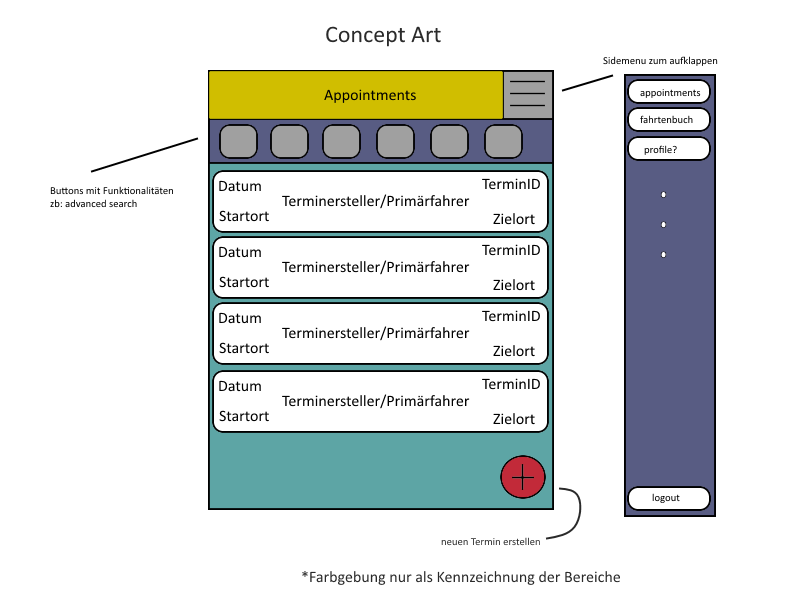 Concept Art
Sidemenu zum aufklappen
Appointments
appointments
fahrtenbuch
profile?
Buttons mit Funktionalitäten
zb: advanced search
Datum
Terminersteller/Primärfahrer
TerminID
Startort
Zielort
Datum
Terminersteller/Primärfahrer
TerminID
Startort
Zielort
Datum
Terminersteller/Primärfahrer
TerminID
Startort
Zielort
Datum
Terminersteller/Primärfahrer
TerminID
Startort
Zielort
logout
neuen Termin erstellen
*Farbgebung nur als Kennzeichnung der Bereiche